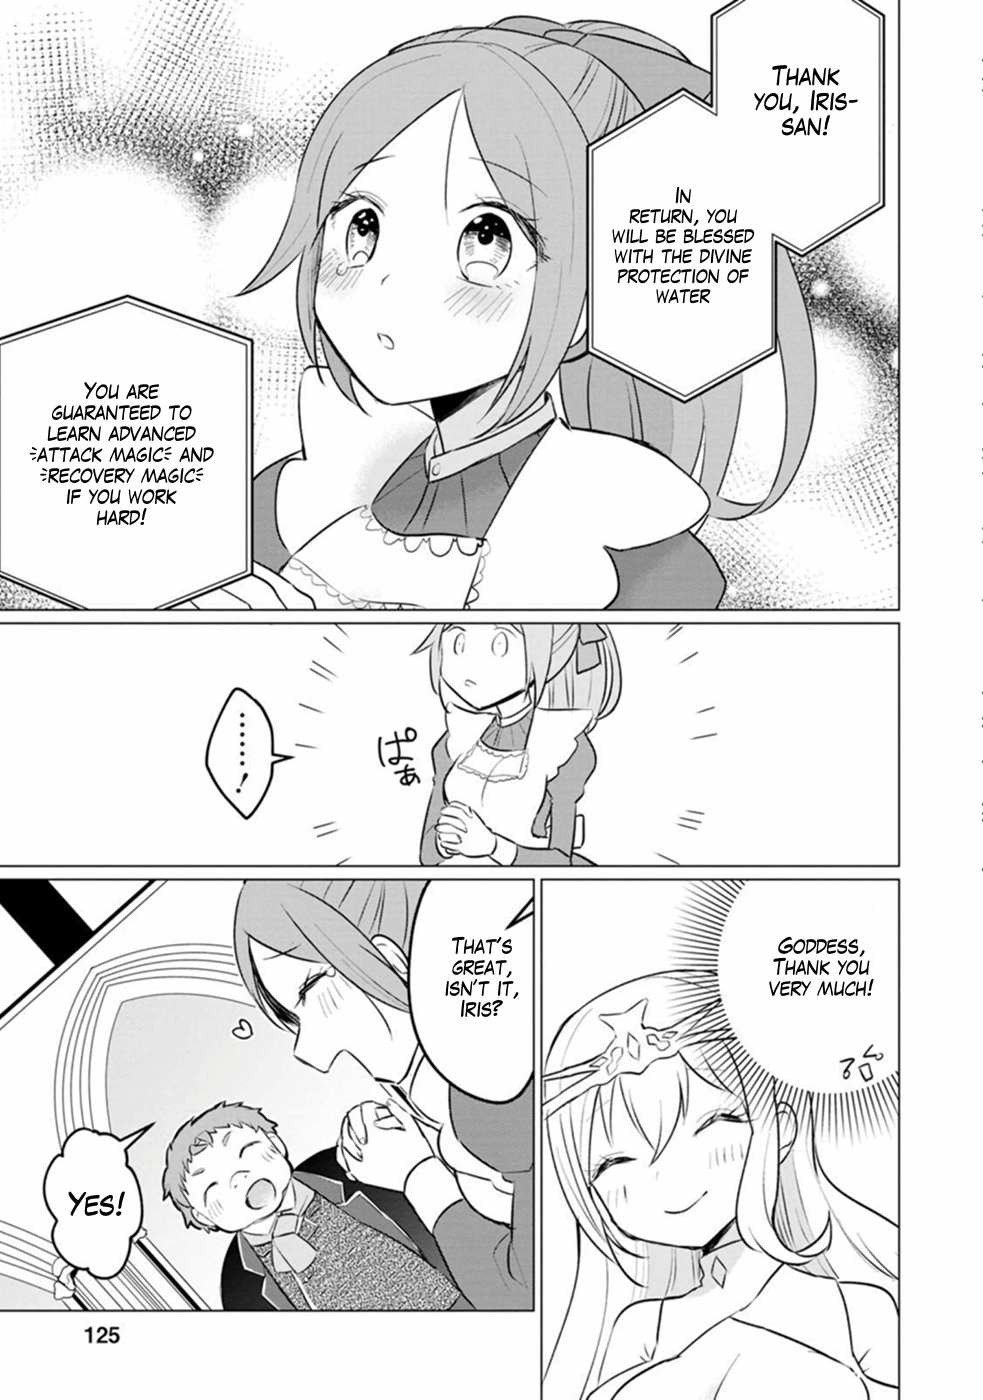 THANK
YOU, IRIS-
SAN!
IN
RETURN, YOU
WILL BE BLESSED
WITH THE DIVINE
PROTECTION OF
WATER
YOU ARE
GUARANTEED TO
LEARN ADVANCED
ATTACK MAGIC AND
RECOVERY MAGIC
IF YOU WORK
HARD!
......!
ぱあ
GODDESS,
THANK YOU
VERY MUCH!
THAT'S
GREAT,
ISN'T IT,
IRIS?
YES!
125